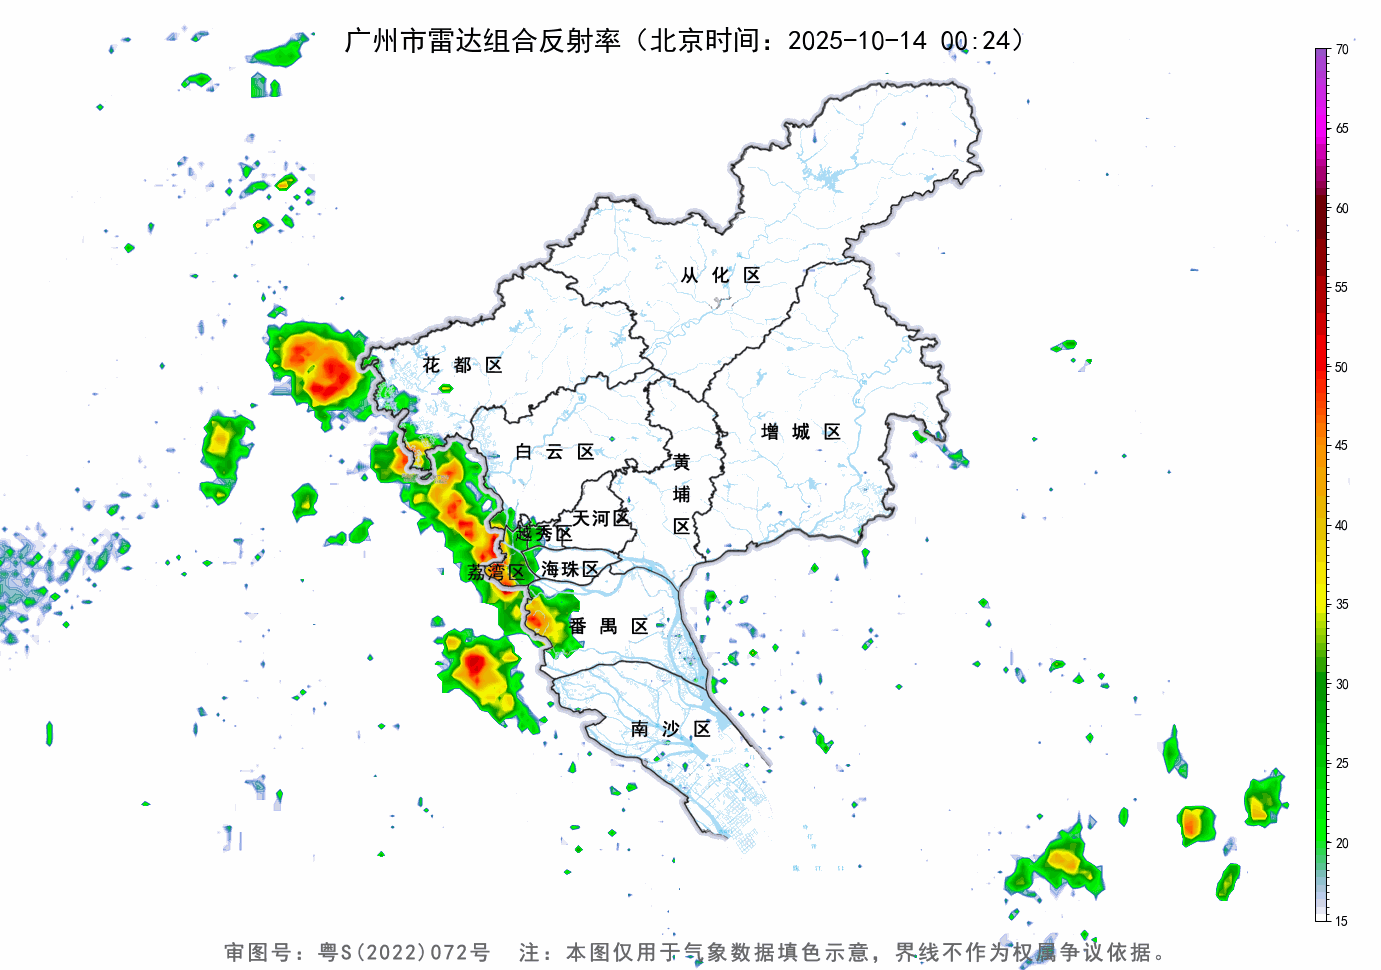 广州市雷达组合反射率（北京时间：2025-10-14 00:24）
70
65
60
55
50
45
40
35
30
25
20
15
从化区
花都区
增城区
白云区
黄埔区
天河区
越秀区
荔湾区
海珠区
番禺区
南沙区
审图号：粤S(2022)072号 注：本图仅用于气象数据填色示意，界线不作为权属争议依据。